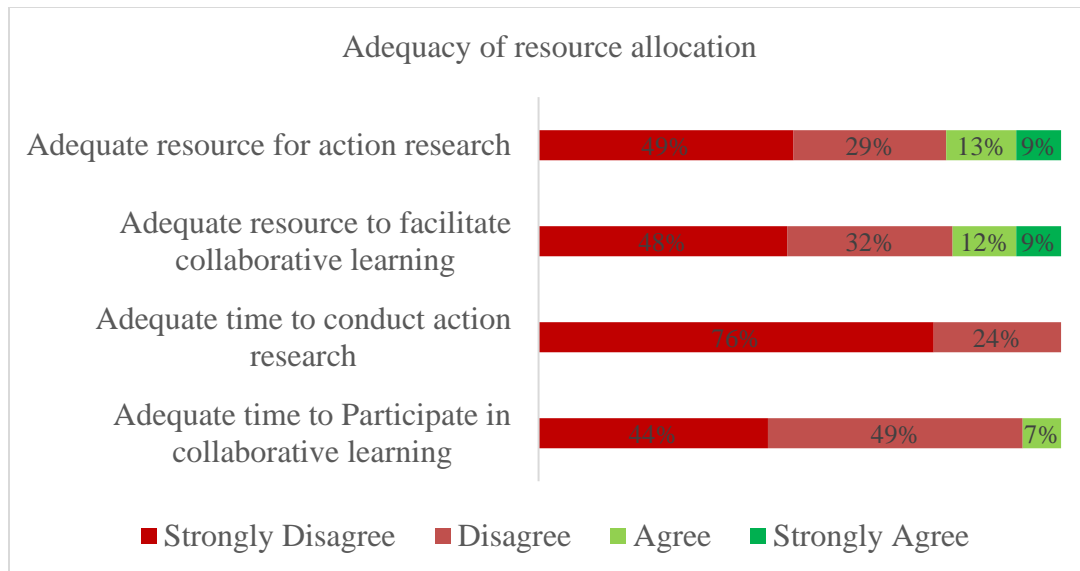 Adequacy of resource allocation
Adequate resource for action research
49% 29% 13% 9%
Adequate resource to facilitate
collaborative learning
48% 32% 12% 9%
Adequate time to conduct action
research
76% 24%
Adequate time to Participate in
collaborative learning
44% 49% 7%
Strongly Disagree Disagree Agree Strongly Agree